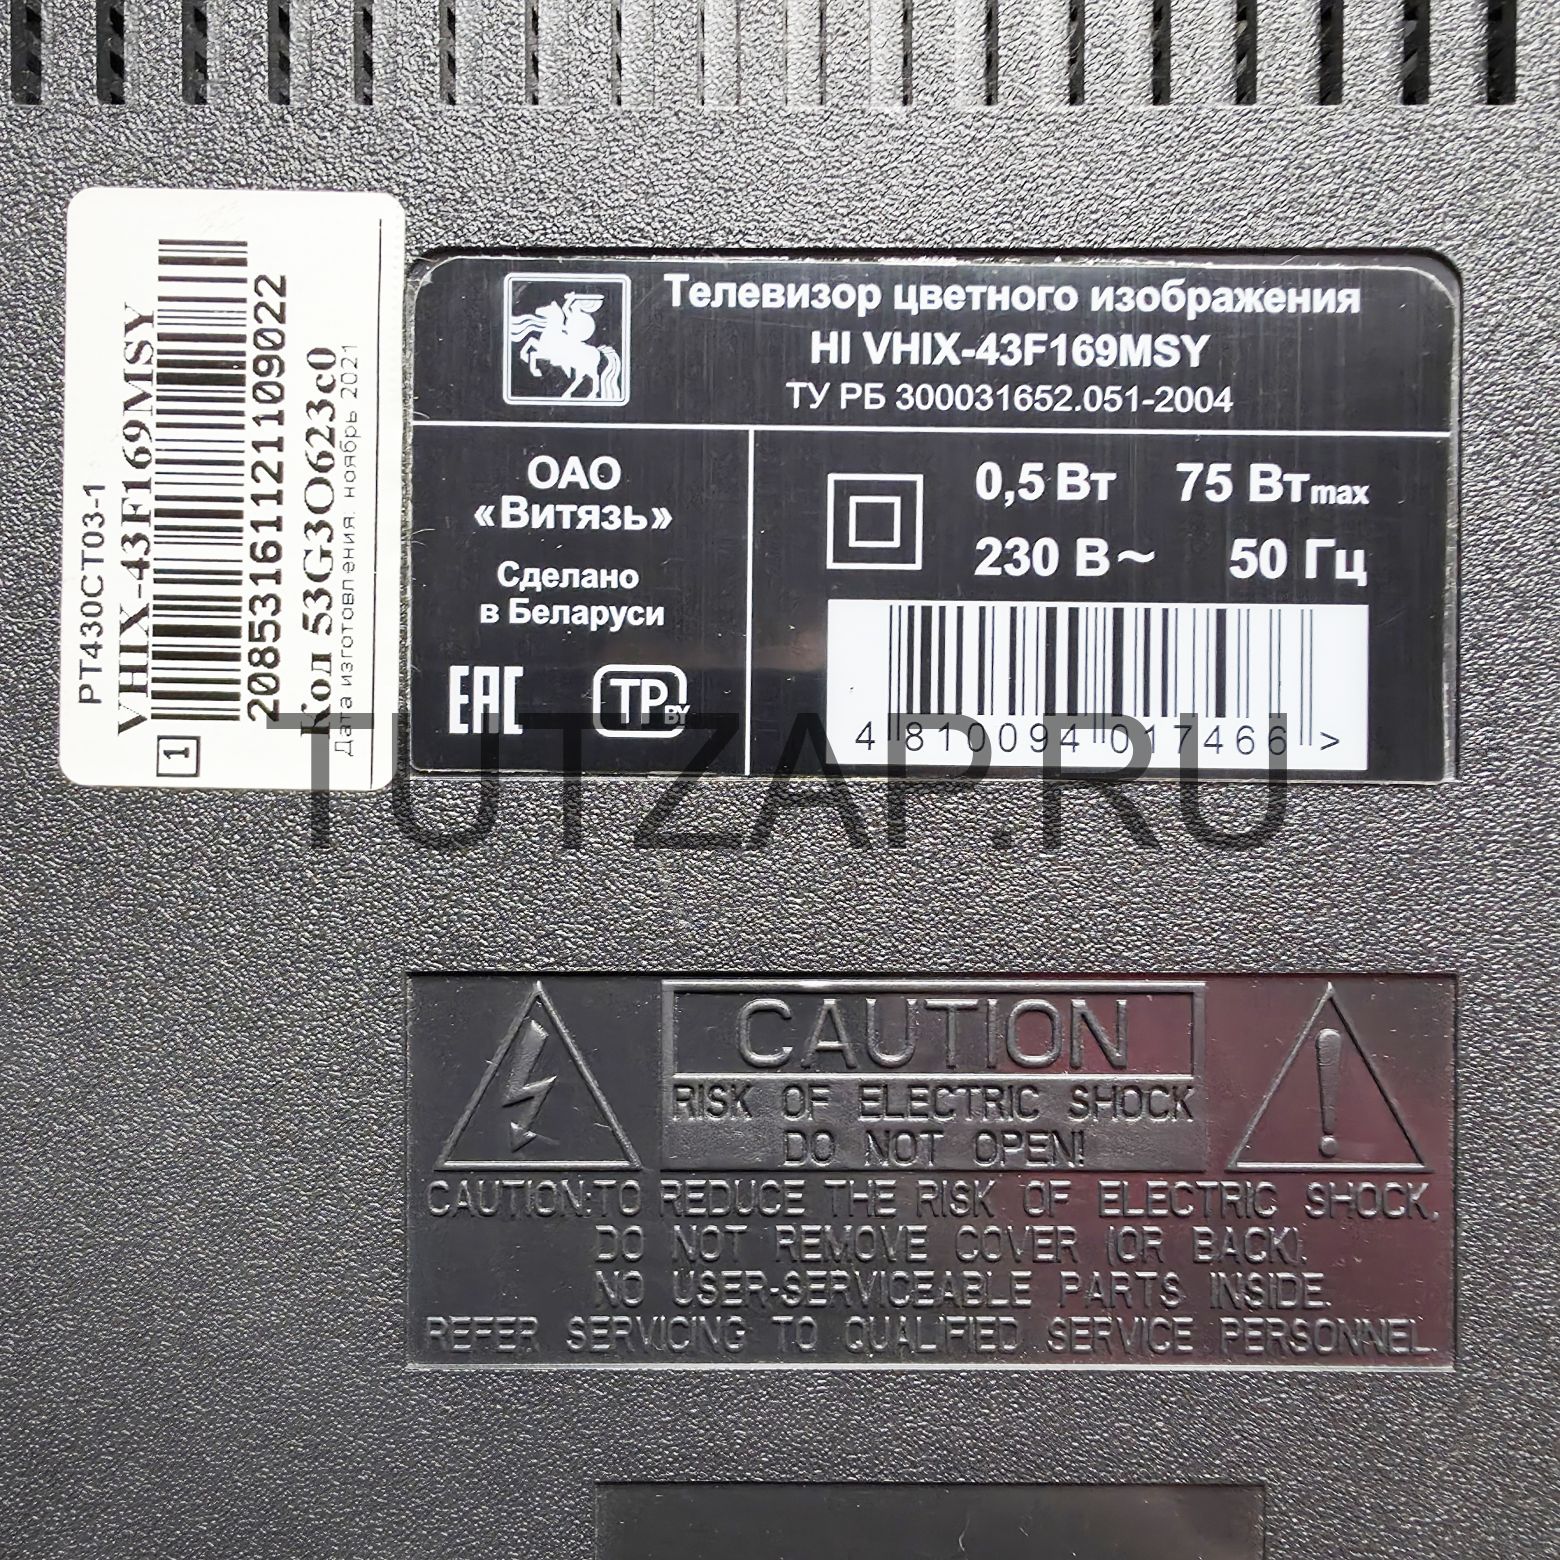 PT430CT03-1
VHIX-43F169MSY
1
20853161121109022
Код 53G3O623c0
Дата изготовления: ноябрь 2021
Телевизор цветного изображения
HI VHIX-43F169MSY
ТУ РБ 300031652.051-2004
ОАО
«Витязь»
Сделано
в Беларуси
EAC
TP BY
0,5 Вт 75 Вт max
230 В ~ 50 Гц
4 810094 017466 >
TUTZAP.RU
CAUTION
RISK OF ELECTRIC SHOCK
DO NOT OPEN!
CAUTION:TO REDUCE THE RISK OF ELECTRIC SHOCK,
DO NOT REMOVE COVER (OR BACK).
NO USER-SERVICEABLE PARTS INSIDE.
REFER SERVICING TO QUALIFIED SERVICE PERSONNEL.